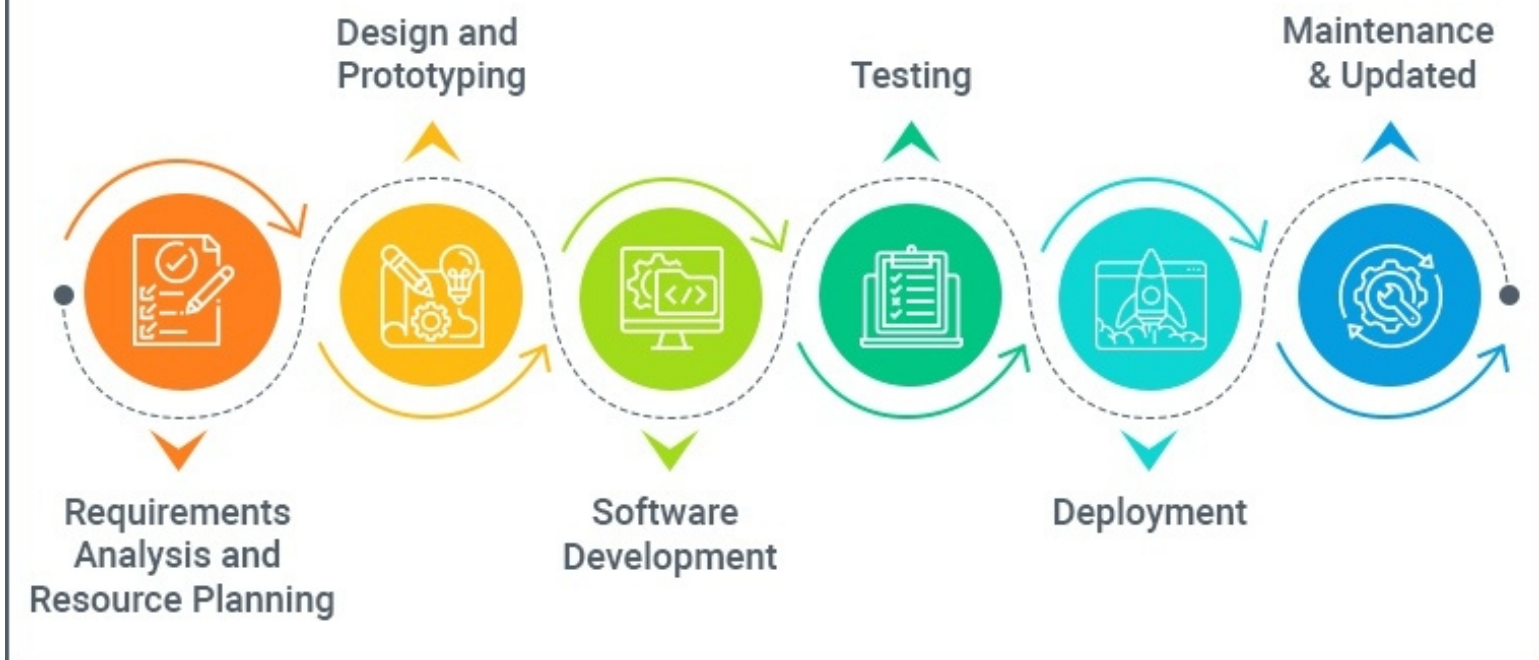 Requirements
Analysis and
Resource Planning
Design and
Prototyping
Software
Development
Testing
Deployment
Maintenance
& Updated